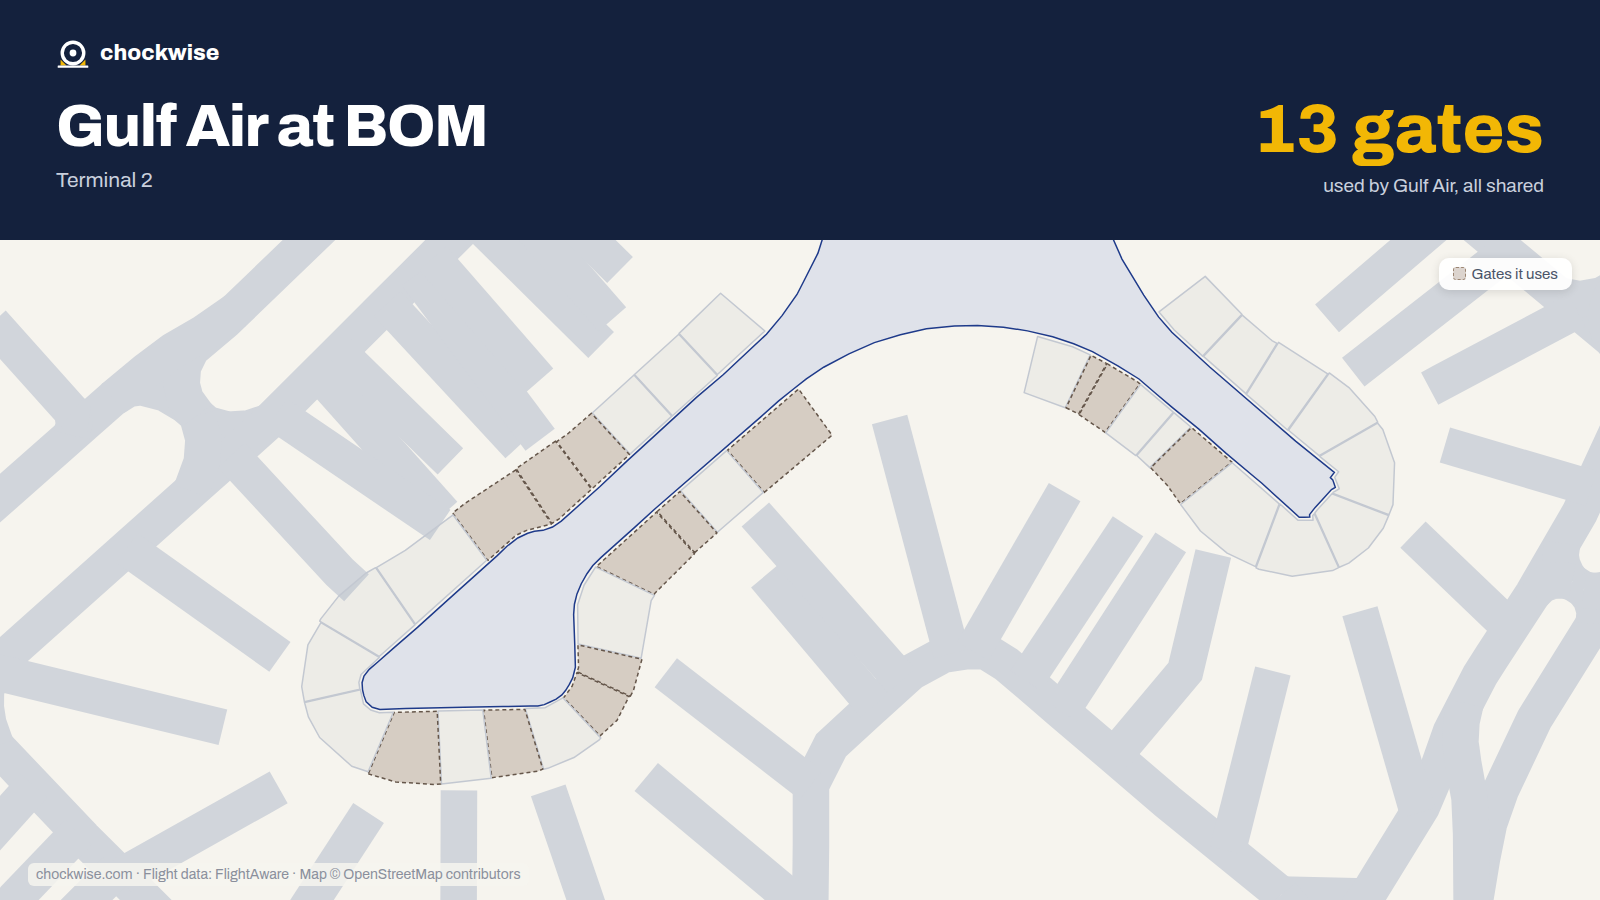 chockwise
Gulf Air at BOM
Terminal 2
13 gates
used by Gulf Air, all shared
Gates it uses
chockwise.com · Flight data: FlightAware · Map © OpenStreetMap contributors